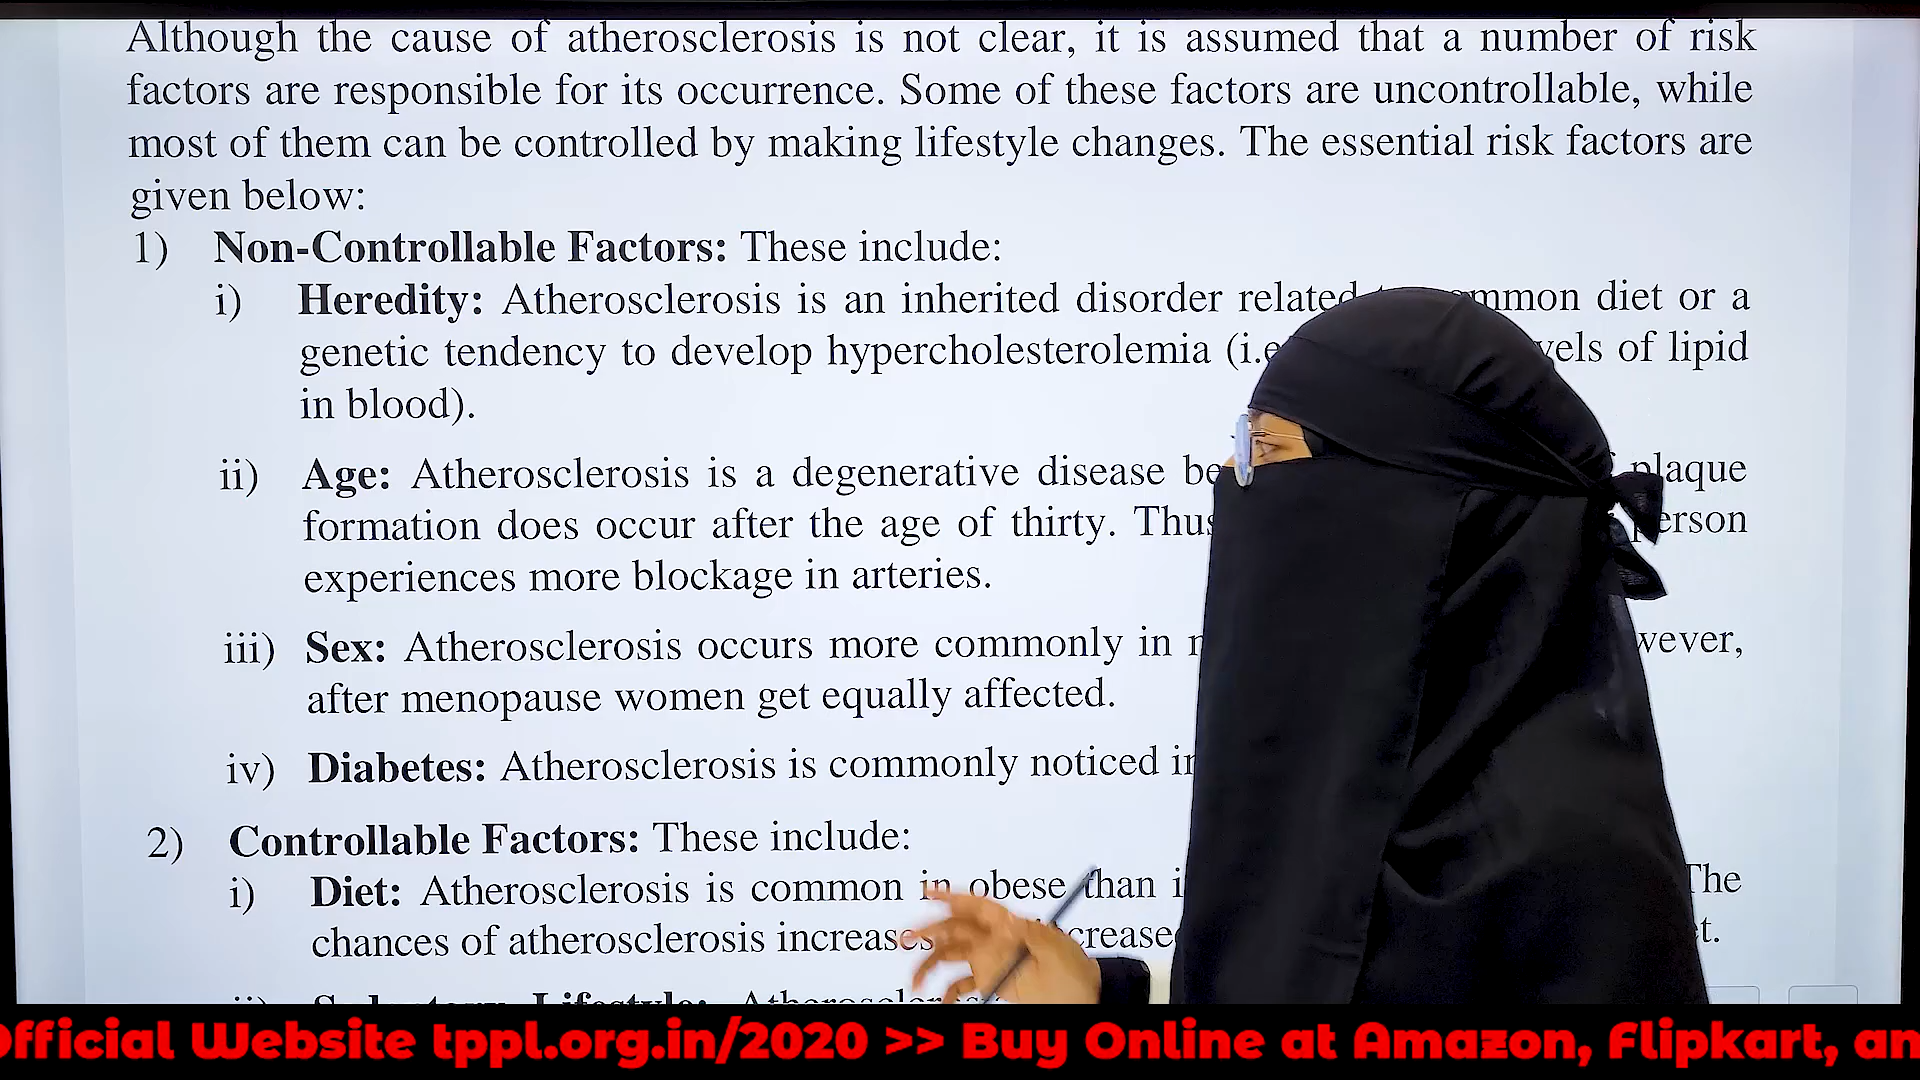 Although the cause of atherosclerosis is not clear, it is assumed that a number of risk
factors are responsible for its occurrence. Some of these factors are uncontrollable, while
most of them can be controlled by making lifestyle changes. The essential risk factors are
given below:
1) Non-Controllable Factors: These include:
i) Heredity: Atherosclerosis is an inherited disorder related common diet or a
genetic tendency to develop hypercholesterolemia (i.e of lipid
in blood).
ii) Age: Atherosclerosis is a degenerative disease plaque
formation does occur after the age of thirty. Thus person
experiences more blockage in arteries.
iii) Sex: Atherosclerosis occurs more commonly in
after menopause women get equally affected.
iv) Diabetes: Atherosclerosis is commonly noticed in
2) Controllable Factors: These include:
i) Diet: Atherosclerosis is common in obese than The
chances of atherosclerosis increases
ii) Sedentary Lifestyle: Atherosclerosis
Official Website tppl.org.in/2020 >> Buy Online at Amazon, Flipkart,